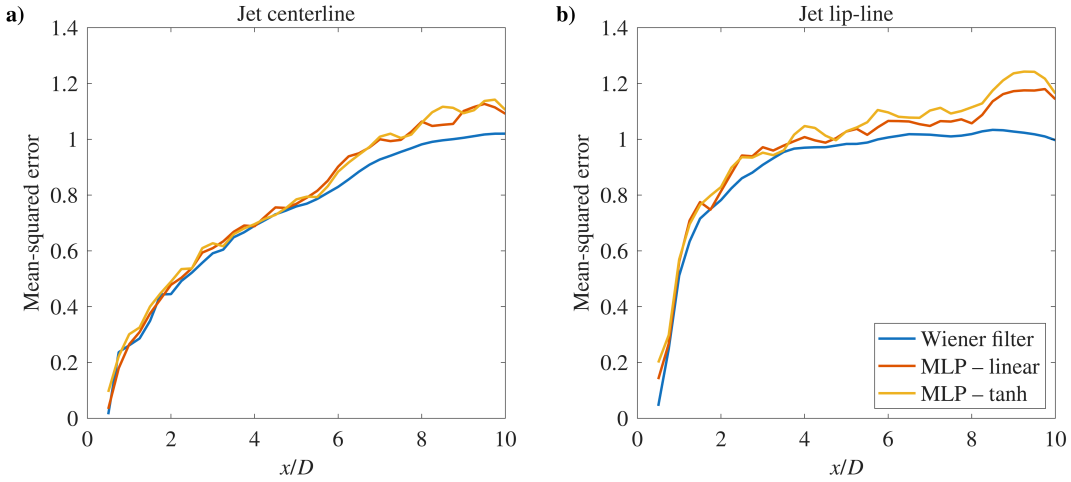 a)
Jet centerline
1.4
1.2
1
0.8
0.6
0.4
0.2
0
Mean-squared error
0 2 4 6 8 10
x/D
b)
Jet lip-line
1.4
1.2
1
0.8
0.6
0.4
0.2
0
Mean-squared error
0 2 4 6 8 10
x/D
Wiener filter
MLP – linear
MLP – tanh